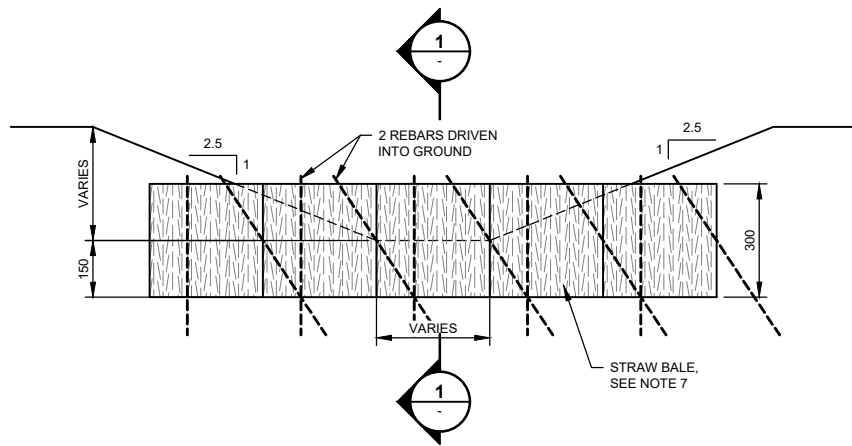 1
-
2.5
1
2 REBARS DRIVEN
INTO GROUND
2.5
1
VARIES
150
300
VARIES
STRAW BALE,
SEE NOTE 7
1
-